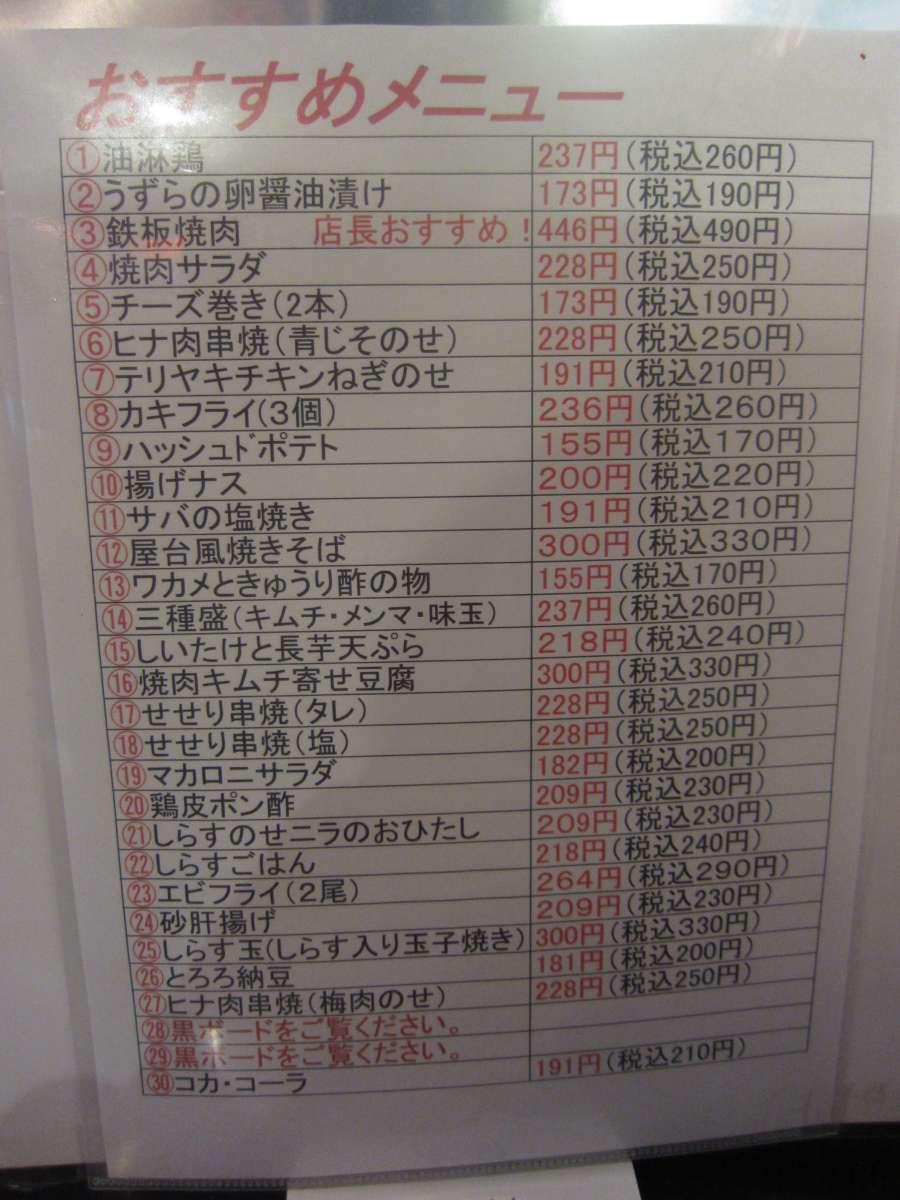 おすすめメニュー
①油淋鶏 237円(税込260円)
②うずらの卵醤油漬け 173円(税込190円)
③鉄板焼肉 店長おすすめ! 446円(税込490円)
④焼肉サラダ 228円(税込250円)
⑤チーズ巻き(2本) 173円(税込190円)
⑥ヒナ肉串焼(青じそのせ) 228円(税込250円)
⑦テリヤキチキンねぎのせ 191円(税込210円)
⑧カキフライ(3個) 236円(税込260円)
⑨ハッシュドポテト 155円(税込170円)
⑩揚げナス 200円(税込220円)
⑪サバの塩焼き 191円(税込210円)
⑫屋台風焼きそば 300円(税込330円)
⑬ワカメときゅうり酢の物 155円(税込170円)
⑭三種盛(キムチ・メンマ・味玉) 237円(税込260円)
⑮しいたけと長芋天ぷら 218円(税込240円)
⑯焼肉キムチ寄せ豆腐 300円(税込330円)
⑰せせり串焼(タレ) 228円(税込250円)
⑱せせり串焼(塩) 228円(税込250円)
⑲マカロニサラダ 182円(税込200円)
⑳鶏皮ポン酢 209円(税込230円)
㉑しらすのせニラのおひたし 209円(税込230円)
㉒しらすごはん 218円(税込240円)
㉓エビフライ(2尾) 264円(税込290円)
㉔砂肝揚げ 209円(税込230円)
㉕しらす玉(しらす入り玉子焼き) 300円(税込330円)
㉖とろろ納豆 181円(税込200円)
㉗ヒナ肉串焼(梅肉のせ) 228円(税込250円)
㉘黒ボードをご覧ください。
㉙黒ボードをご覧ください。
㉚コカ・コーラ 191円(税込210円)